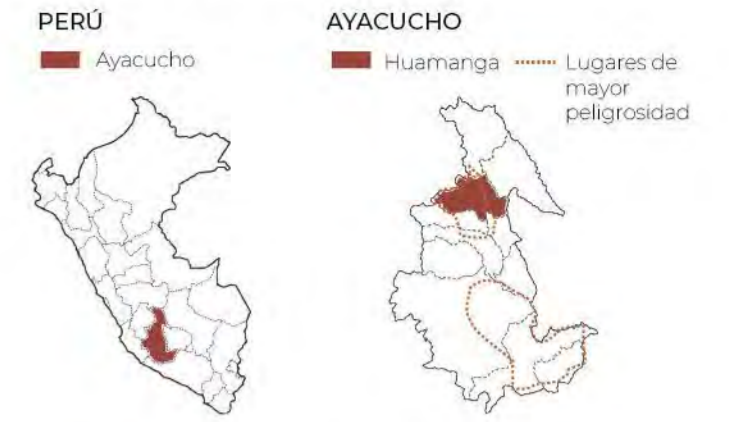 PERÚ
Ayacucho
AYACUCHO
Huamanga
Lugares de
mayor
peligrosidad